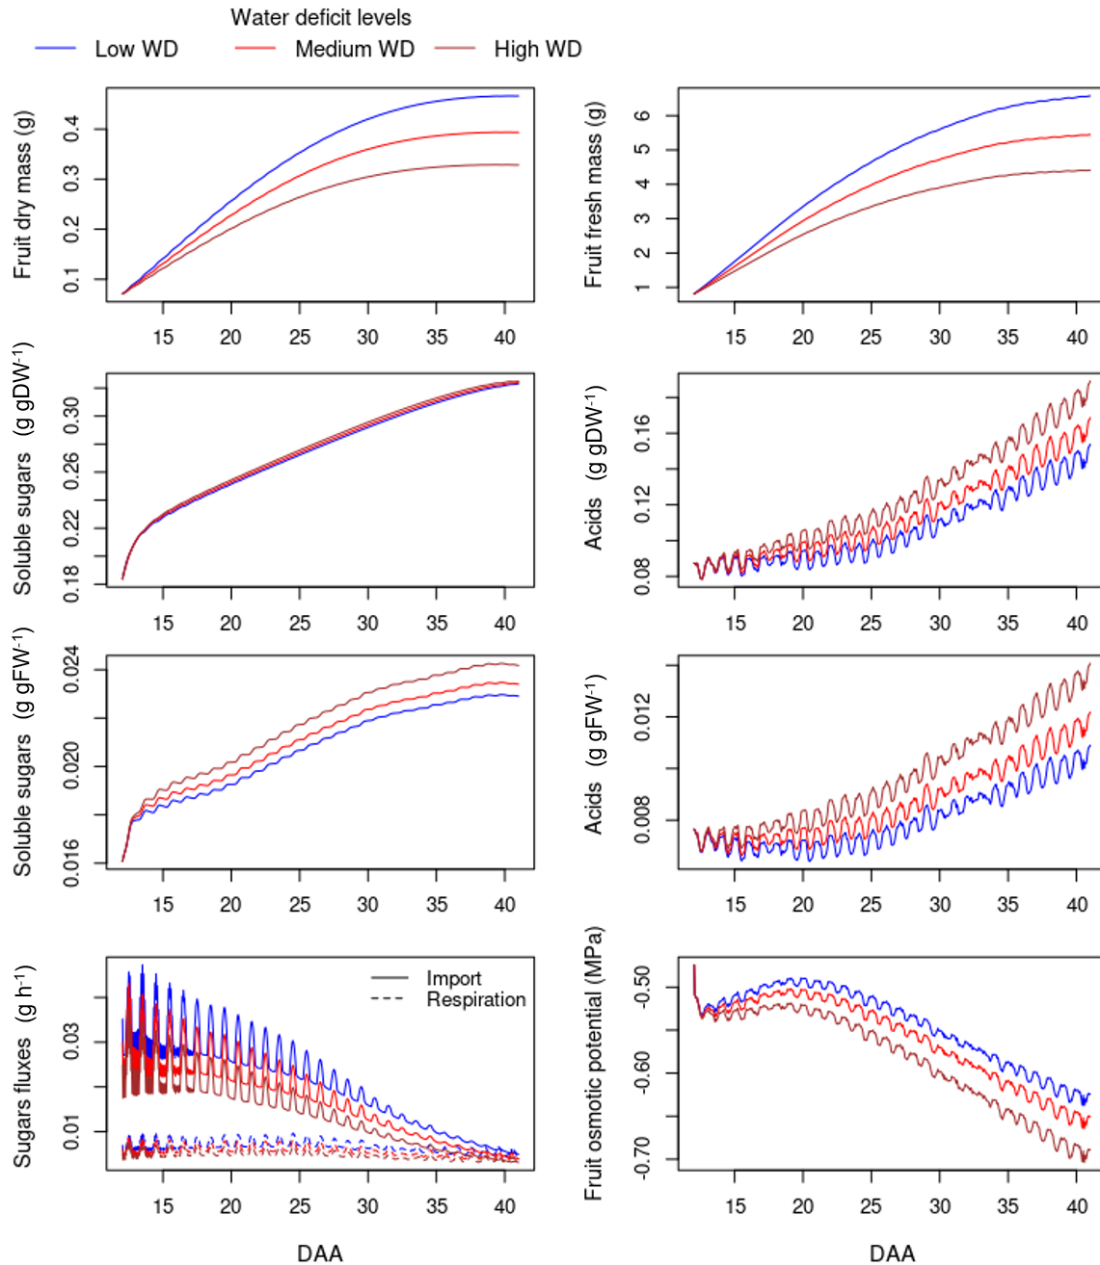 Water deficit levels
Low WD Medium WD High WD
Fruit dry mass (g)
0.1 0.2 0.3 0.4
15 20 25 30 35 40
Fruit fresh mass (g)
1 2 3 4 5 6
15 20 25 30 35 40
Soluble sugars (g gDW⁻¹)
0.18 0.22 0.26 0.30
15 20 25 30 35 40
Acids (g gDW⁻¹)
0.08 0.12 0.16
15 20 25 30 35 40
Soluble sugars (g gFW⁻¹)
0.016 0.020 0.024
15 20 25 30 35 40
Acids (g gFW⁻¹)
0.008 0.012
15 20 25 30 35 40
Sugars fluxes (g h⁻¹)
0.01 0.03
Import
Respiration
15 20 25 30 35 40
DAA
Fruit osmotic potential (MPa)
-0.70 -0.60 -0.50
15 20 25 30 35 40
DAA